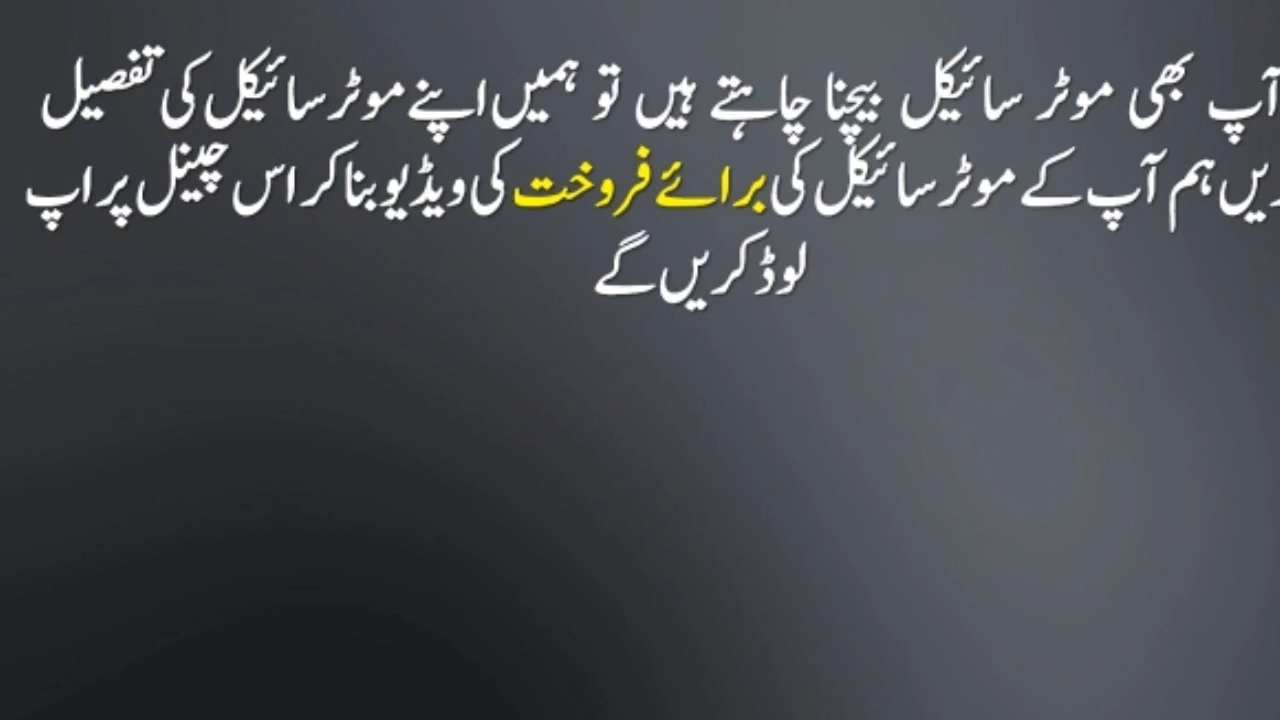 آپ بھی موٹر سائیکل بیچنا چاہتے ہیں تو ہمیں اپنے موٹر سائیکل کی تفصیل
ہم آپ کے موٹر سائیکل کی برائے فروخت کی ویڈیو بنا کر اس چینل پر اپ
لوڈ کریں گے